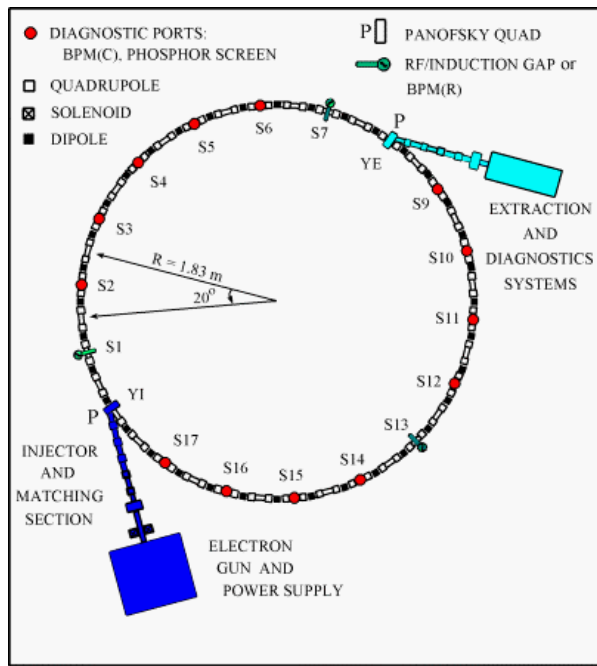 DIAGNOSTIC PORTS:
BPM(C), PHOSPHOR SCREEN
QUADRUPOLE
SOLENOID
DIPOLE
P PANOFSKY QUAD
RF/INDUCTION GAP or
BPM(R)
S6
S7
P
S5
YE
S4
S9
S3
EXTRACTION
AND
DIAGNOSTICS
SYSTEMS
S10
R = 1.83 m
S2
20°
S11
S1
S12
YI
P
S13
S17
INJECTOR
AND
MATCHING
SECTION
S16
S15
S14
ELECTRON
GUN AND
POWER SUPPLY